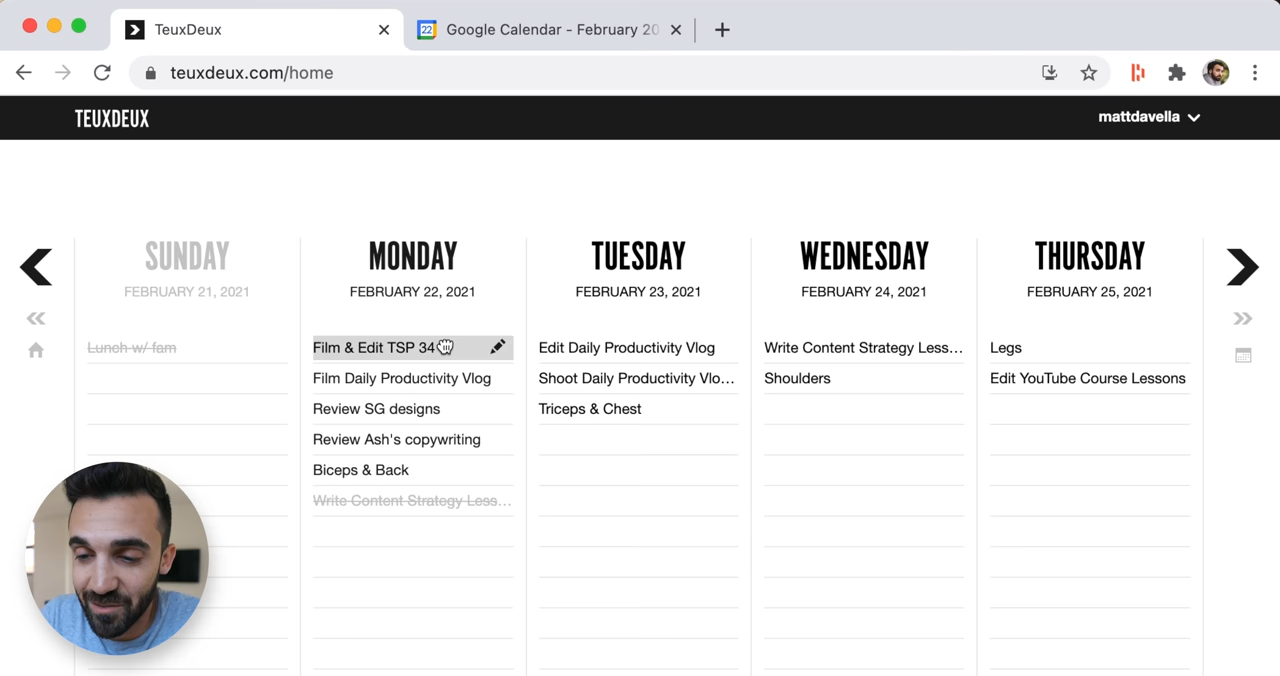 TeuxDeux
Google Calendar - February 20
teuxdeux.com/home
TEUXDEUX
mattdavella
SUNDAY
FEBRUARY 21, 2021
Lunch w/ fam
MONDAY
FEBRUARY 22, 2021
Film & Edit TSP 34
Film Daily Productivity Vlog
Review SG designs
Review Ash's copywriting
Biceps & Back
Write Content Strategy Less...
TUESDAY
FEBRUARY 23, 2021
Edit Daily Productivity Vlog
Shoot Daily Productivity Vlo...
Triceps & Chest
WEDNESDAY
FEBRUARY 24, 2021
Write Content Strategy Less...
Shoulders
THURSDAY
FEBRUARY 25, 2021
Legs
Edit YouTube Course Lessons